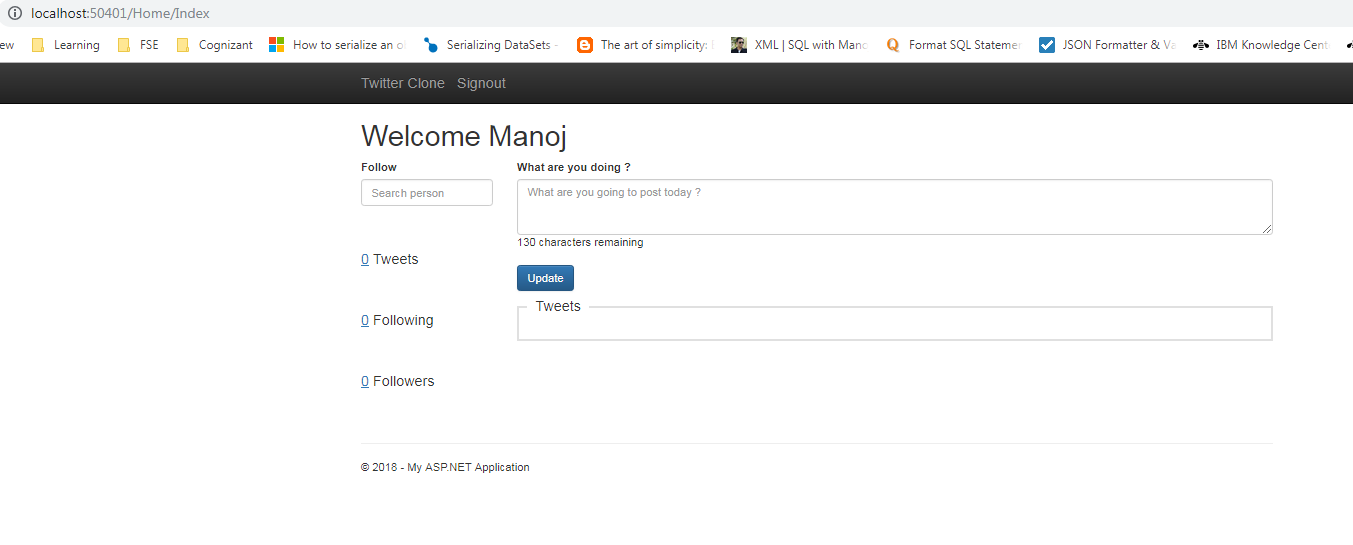 localhost:50401/Home/Index
ew Learning FSE Cognizant How to serialize an o Serializing DataSets - The art of simplicity: XML | SQL with Mano Format SQL Statemen JSON Formatter & Va IBM Knowledge Cent
Twitter Clone Signout
Welcome Manoj
Follow
Search person
0 Tweets
0 Following
0 Followers
What are you doing ?
What are you going to post today ?
130 characters remaining
Update
Tweets
© 2018 - My ASP.NET Application